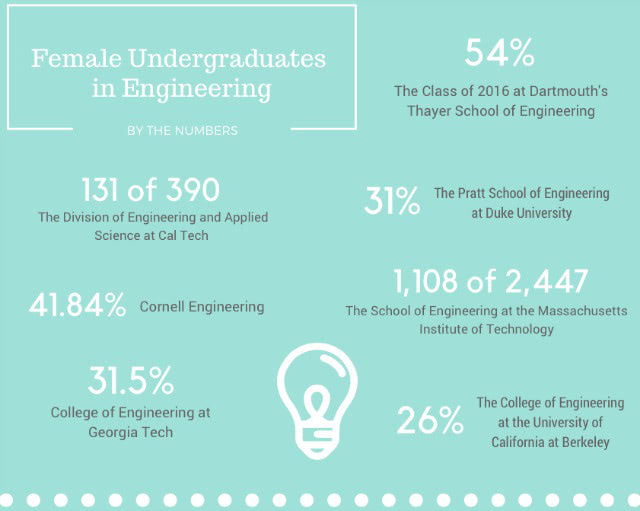 Female Undergraduates
in Engineering
BY THE NUMBERS
54%
The Class of 2016 at Dartmouth's
Thayer School of Engineering
131 of 390
The Division of Engineering and Applied
Science at Cal Tech
31%
The Pratt School of Engineering
at Duke University
41.84%
Cornell Engineering
1,108 of 2,447
The School of Engineering at the Massachusetts
Institute of Technology
31.5%
College of Engineering at
Georgia Tech
26%
The College of Engineering
at the University of
California at Berkeley